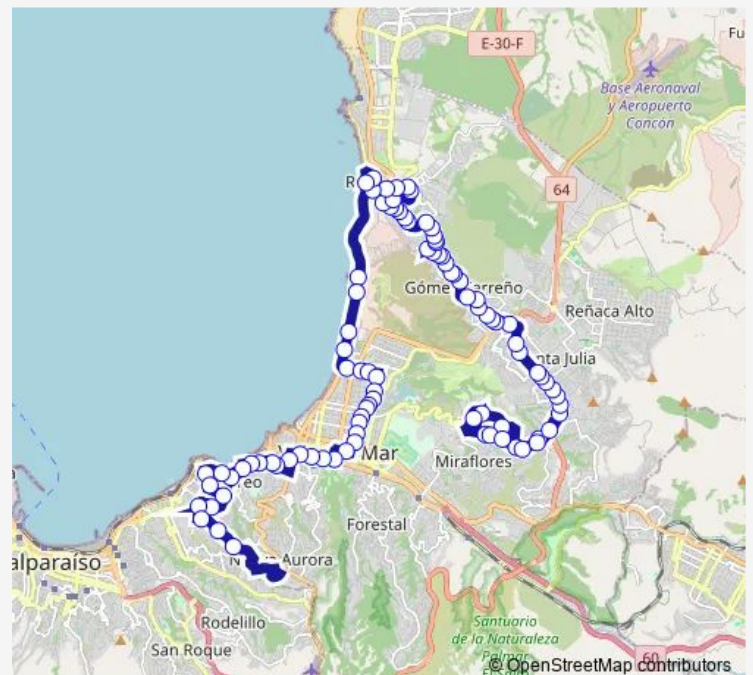 Fu
E-30-F
Base Aeronaval
y Aeropuerto
Concón
R
64
Góme
rreño
Reñaca Alto
nta Julia
Mar
Miraflores
reo
Forestal
alparaíso
N
Aurora
Rodelillo
San Roque
Santuario
de la Naturaleza
Palmar
60
© OpenStreetMap contributors